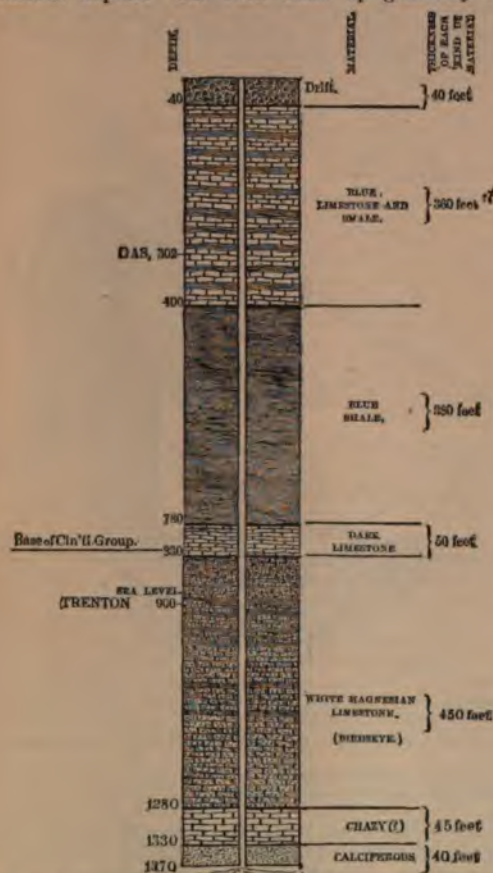 DEPTH.
MATERIAL
THICKNESS
OF EACH
KIND OF
MATERIAL
Drift.
40
40 feet
BLUE,
LIMESTONE AND
SHALE,
360 feet
GAS, 302
400
BLUE
SHALE,
380 feet
780
DARK
LIMESTONE
50 feet
Base of Cin'ti. Group.
SEA LEVEL
(TRENTON 900
WHITE MAGNESIAN
LIMESTONE.
(BIRDSEYE.)
450 feet
1280
CHAZY(?)
45 feet
1330
CALCIFEROUS
40 feet
1370